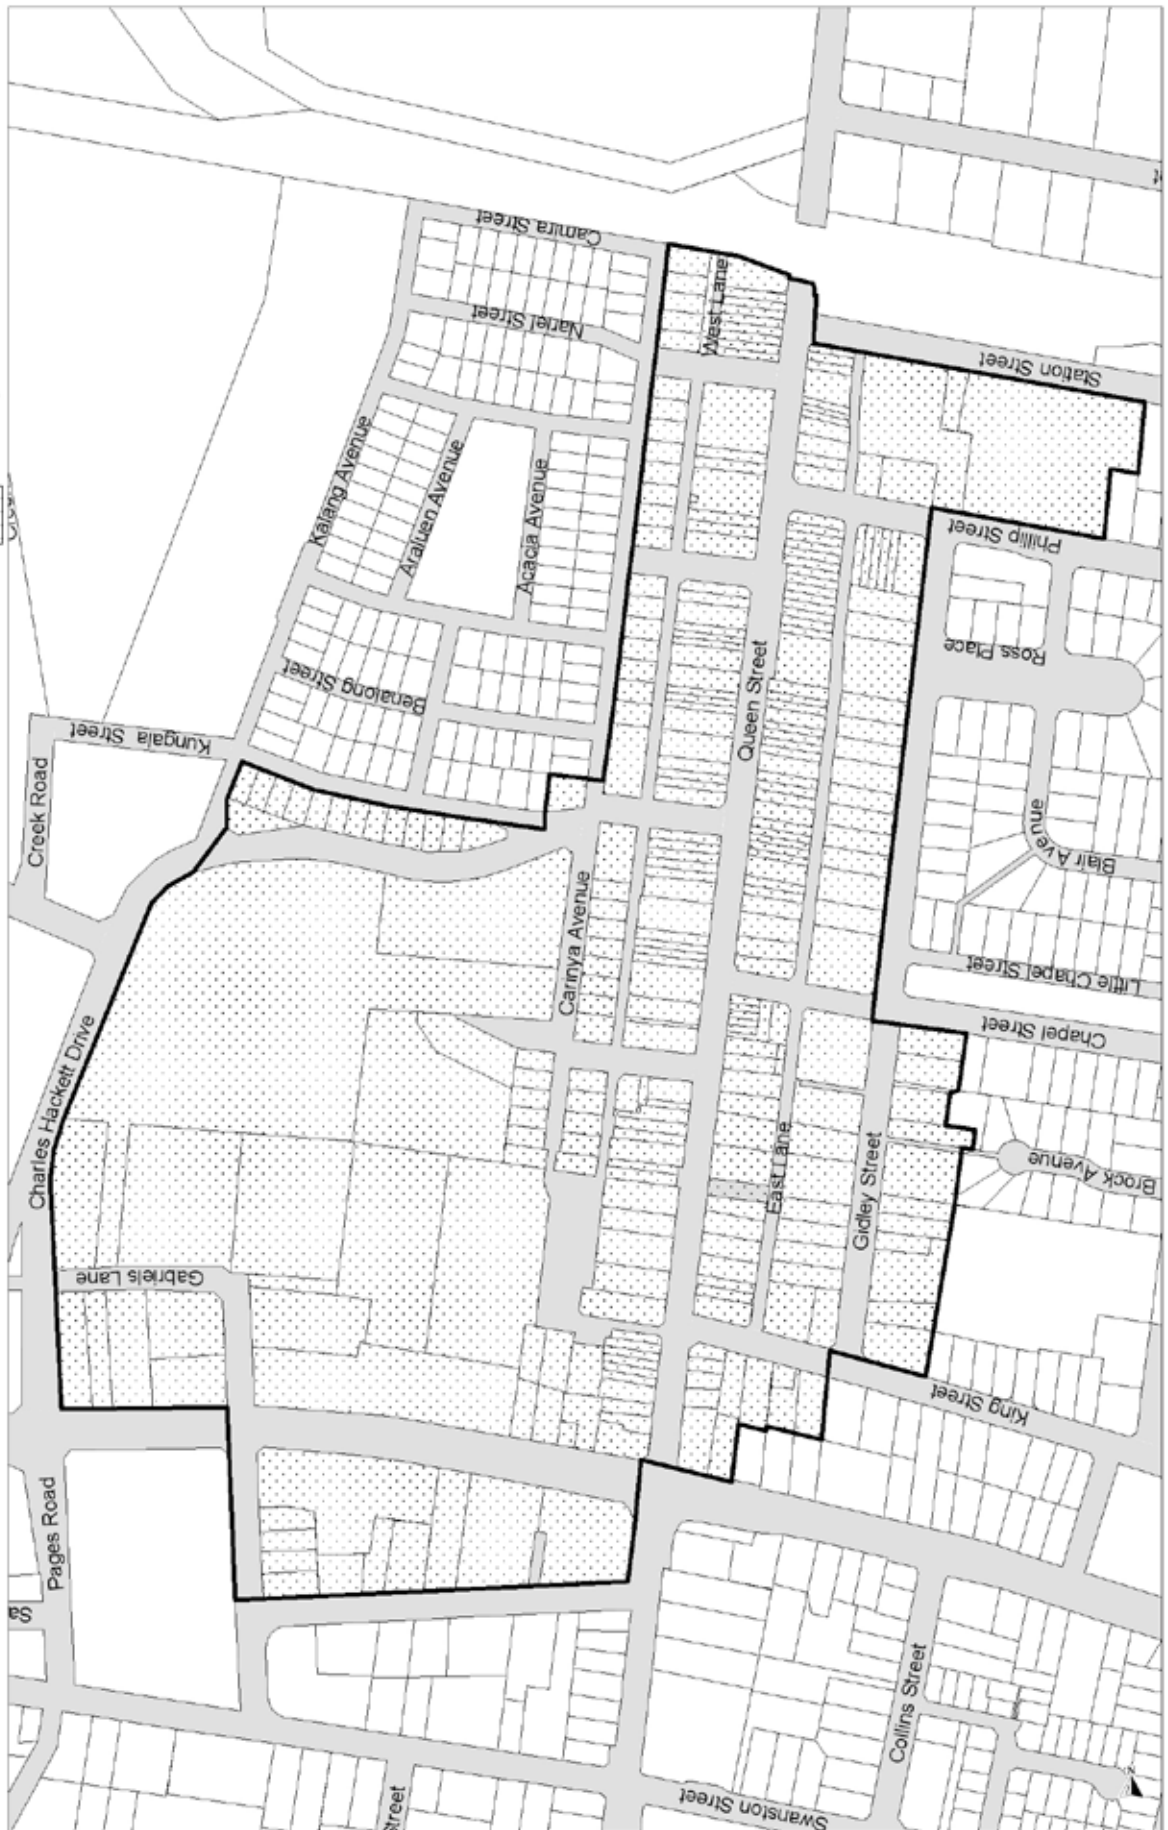 Camira Street
Nariel Street
West Lane
Station Street
Kalang Avenue
Araluen Avenue
Acacia Avenue
Phillip Street
Ross Place
Benalong Street
Queen Street
Kungala Street
Creek Road
Blair Avenue
Carinya Avenue
Little Chapel Street
Chapel Street
Charles Hackett Drive
East Lane
Gidley Street
Brock Avenue
Gabriels Lane
King Street
Pages Road
Sa
Collins Street
Swanston Street
Street
N